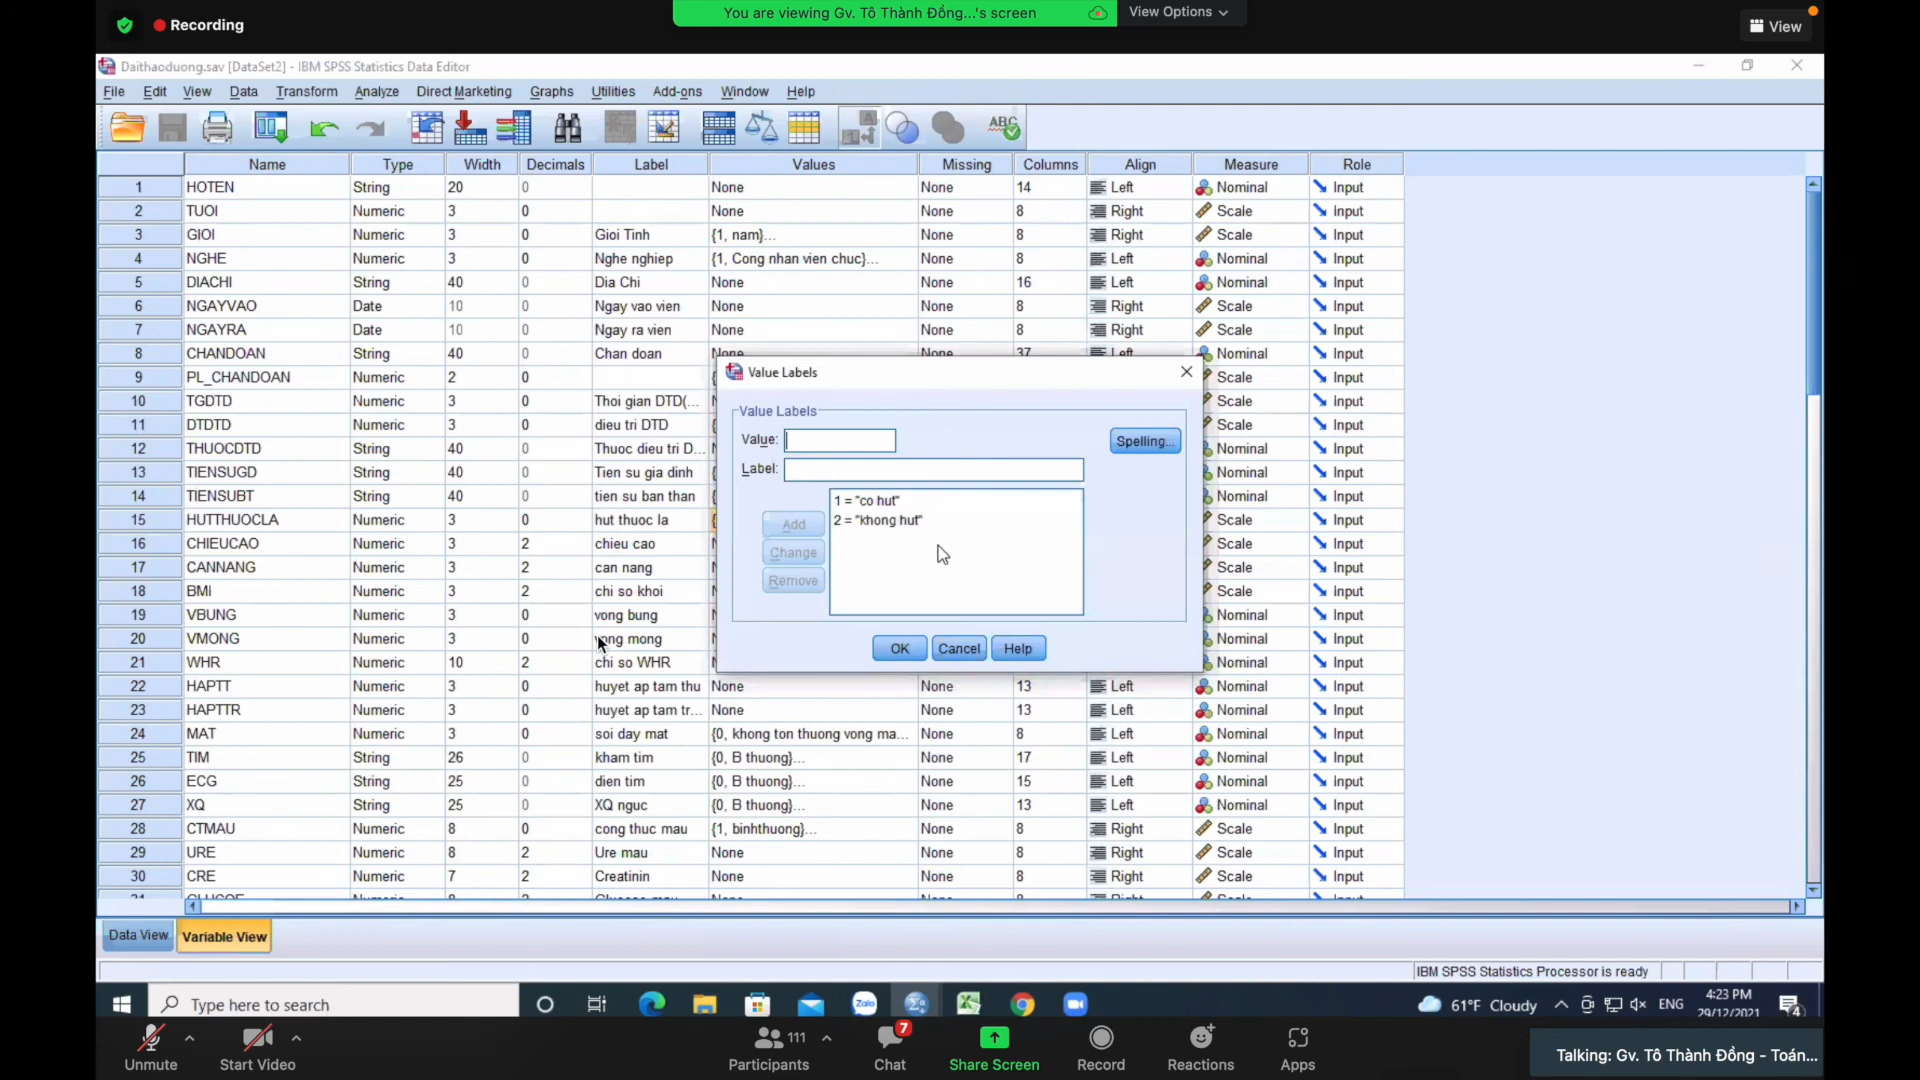 Recording
You are viewing Gv. Tô Thành Đồng...'s screen
View Options
View
Daithaoduong.sav [DataSet2] - IBM SPSS Statistics Data Editor
File Edit View Data Transform Analyze Direct Marketing Graphs Utilities Add-ons Window Help
Name Type Width Decimals Label Values Missing Columns Align Measure Role
1 HOTEN String 20 0 None None 14 Left Nominal Input
2 TUOI Numeric 3 0 None None 8 Right Scale Input
3 GIOI Numeric 3 0 Gioi Tinh {1, nam}... None 8 Right Scale Input
4 NGHE Numeric 3 0 Nghe nghiep {1, Cong nhan vien chuc}... None 8 Left Nominal Input
5 DIACHI String 40 0 Dia Chi None None 16 Left Nominal Input
6 NGAYVAO Date 10 0 Ngay vao vien None None 8 Right Scale Input
7 NGAYRA Date 10 0 Ngay ra vien None None 8 Right Scale Input
8 CHANDOAN String 40 0 Chan doan None None 37 Left Nominal Input
9 PL_CHANDOAN Numeric 2 0 Scale Input
10 TGDTD Numeric 3 0 Thoi gian DTD(... Scale Input
11 DTDTD Numeric 3 0 dieu tri DTD Scale Input
12 THUOCDTD String 40 0 Thuoc dieu tri D... Nominal Input
13 TIENSUGD String 40 0 Tien su gia dinh Nominal Input
14 TIENSUBT String 40 0 tien su ban than Nominal Input
15 HUTTHUOCLA Numeric 3 0 hut thuoc la Scale Input
16 CHIEUCAO Numeric 3 2 chieu cao Scale Input
17 CANNANG Numeric 3 2 can nang Scale Input
18 BMI Numeric 3 2 chi so khoi Scale Input
19 VBUNG Numeric 3 0 vong bung Nominal Input
20 VMONG Numeric 3 0 vong mong Nominal Input
21 WHR Numeric 10 2 chi so WHR Nominal Input
22 HAPTT Numeric 3 0 huyet ap tam thu None None 13 Left Nominal Input
23 HAPTTR Numeric 3 0 huyet ap tam tr... None None 13 Left Nominal Input
24 MAT Numeric 3 0 soi day mat {0, khong ton thuong vong ma... None 8 Left Nominal Input
25 TIM String 26 0 kham tim {0, B thuong}... None 17 Left Nominal Input
26 ECG String 25 0 dien tim {0, B thuong}... None 15 Left Nominal Input
27 XQ String 25 0 XQ nguc {0, B thuong}... None 13 Left Nominal Input
28 CTMAU Numeric 8 0 cong thuc mau {1, binhthuong}... None 8 Right Scale Input
29 URE Numeric 8 2 Ure mau None None 8 Right Scale Input
30 CRE Numeric 7 2 Creatinin None None 8 Right Scale Input
Value Labels
Value Labels
Value:
Spelling...
Label:
1 = "co hut"
2 = "khong hut"
Add
Change
Remove
OK Cancel Help
Data View Variable View
IBM SPSS Statistics Processor is ready
Type here to search
Zalo
61°F Cloudy
ENG
4:23 PM
29/12/2021
4
Unmute
Start Video
111
Participants
7
Chat
Share Screen
Record
Reactions
Apps
Talking: Gv. Tô Thành Đồng - Toán...